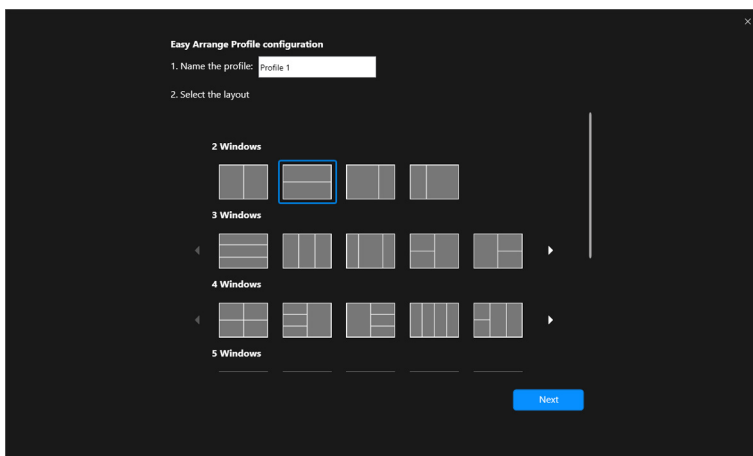 Easy Arrange Profile configuration
1. Name the profile: Profile 1
2. Select the layout
2 Windows
3 Windows
4 Windows
5 Windows
Next